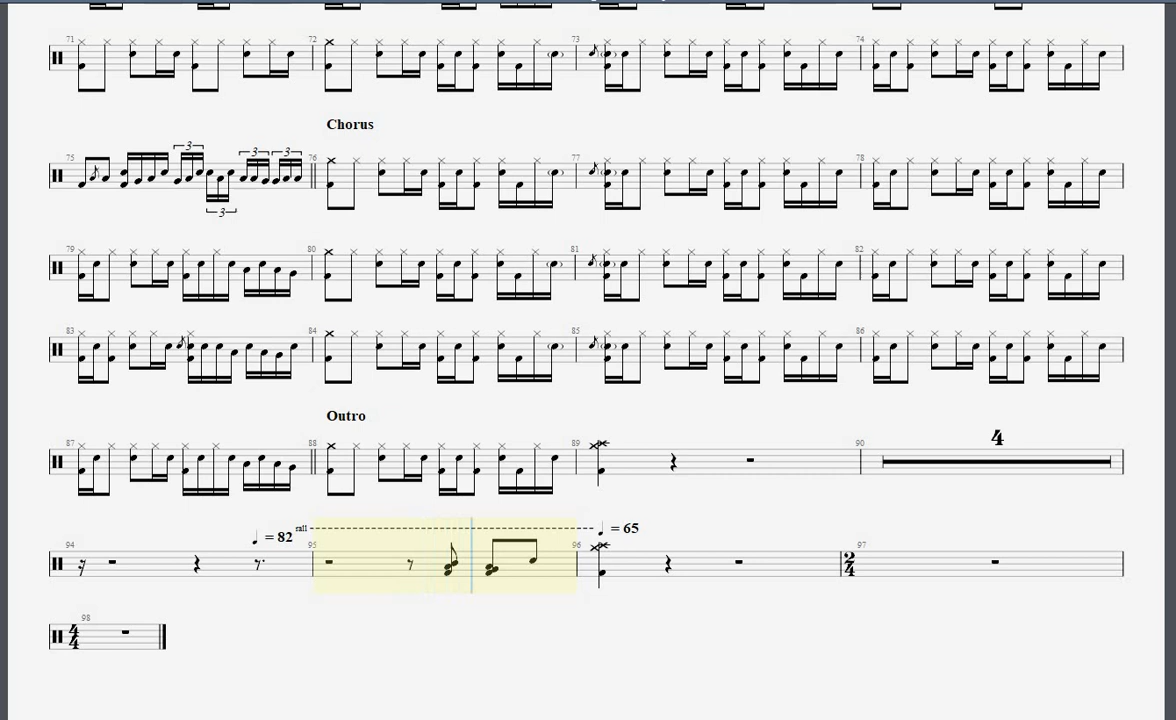 71 72 73 74
Chorus
75 3 3 3 3 76 77 78
79 80 81 82
83 84 85 86
Outro
87 88 89 90 4
94 = 82 rall 95 96 = 65 2 4 97
98 4 4